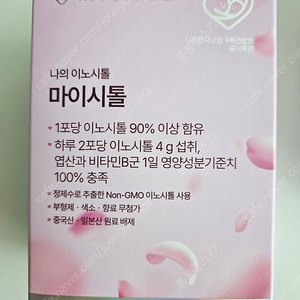 나의 이노시톨
마이시톨
• 1포당 이노시톨 90% 이상 함유
• 하루 2포당 이노시톨 4 g 섭취,
엽산과 비타민B군 1일 영양성분기준치
100% 충족
• 정제수로 추출한 Non-GMO 이노시톨 사용
• 부형제·색소·향료 무첨가
• 중국산·일본산 원료 배제